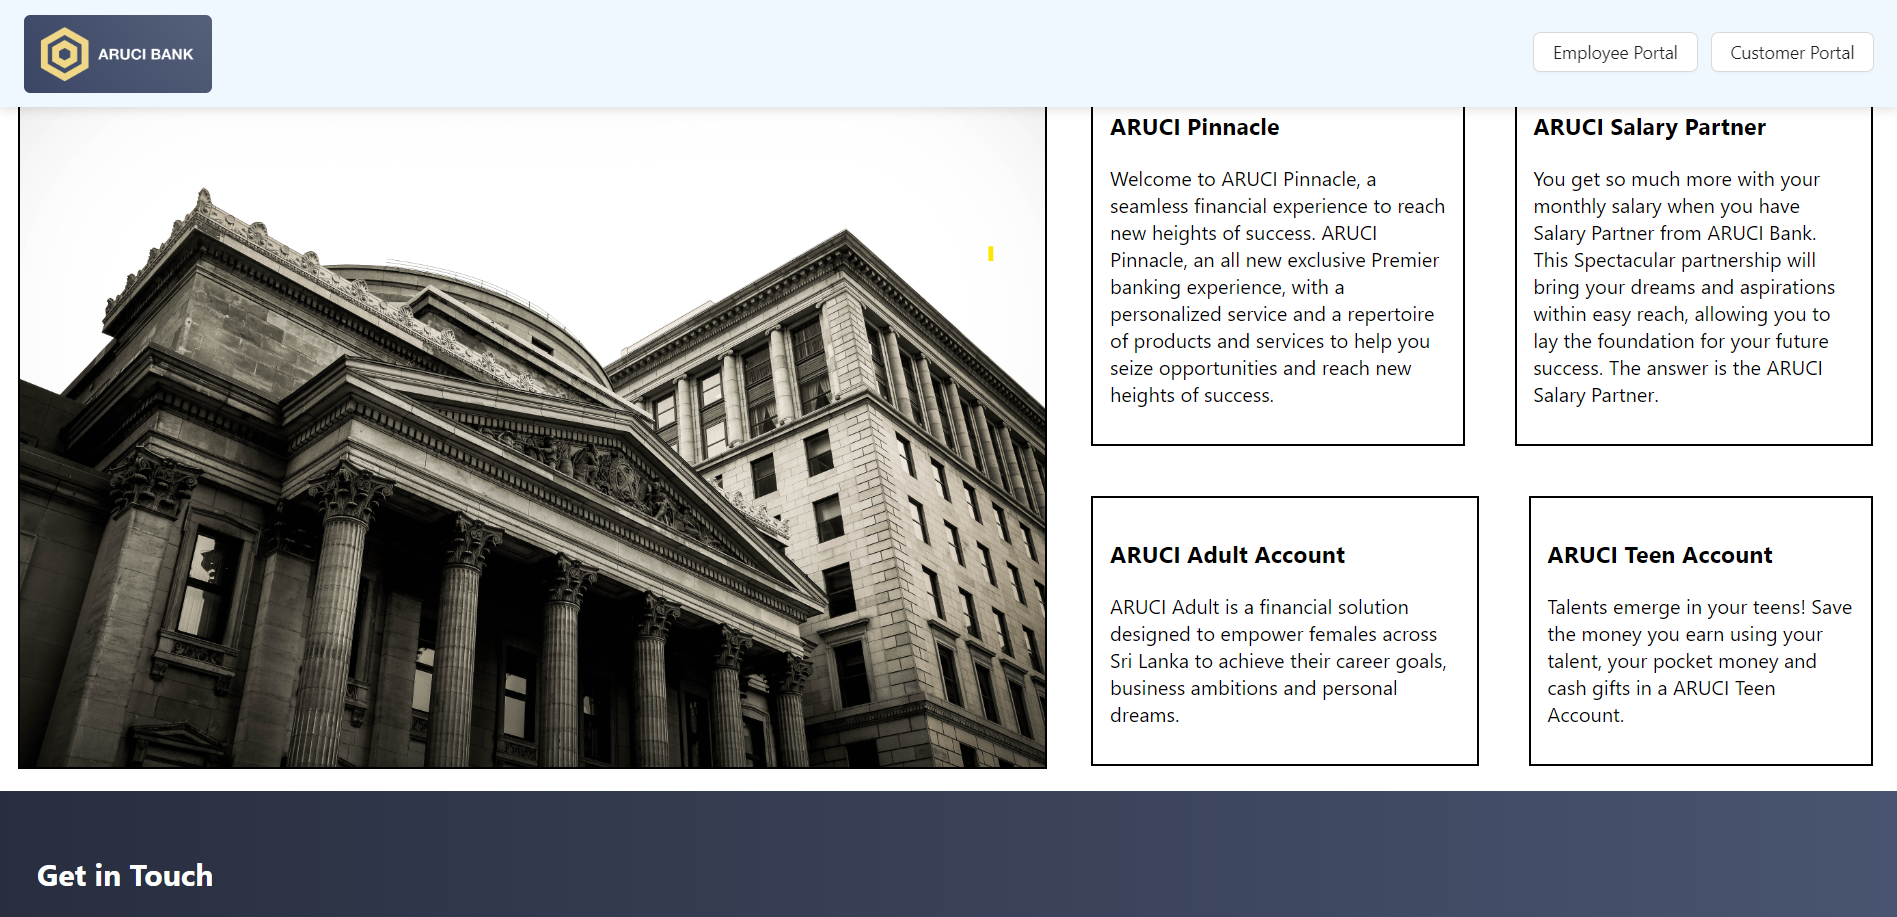 ARUCI BANK
Employee Portal
Customer Portal
ARUCI Pinnacle
Welcome to ARUCI Pinnacle, a
seamless financial experience to reach
new heights of success. ARUCI
Pinnacle, an all new exclusive Premier
banking experience, with a
personalized service and a repertoire
of products and services to help you
seize opportunities and reach new
heights of success.
ARUCI Salary Partner
You get so much more with your
monthly salary when you have
Salary Partner from ARUCI Bank.
This Spectacular partnership will
bring your dreams and aspirations
within easy reach, allowing you to
lay the foundation for your future
success. The answer is the ARUCI
Salary Partner.
ARUCI Adult Account
ARUCI Adult is a financial solution
designed to empower females across
Sri Lanka to achieve their career goals,
business ambitions and personal
dreams.
ARUCI Teen Account
Talents emerge in your teens! Save
the money you earn using your
talent, your pocket money and
cash gifts in a ARUCI Teen
Account.
Get in Touch